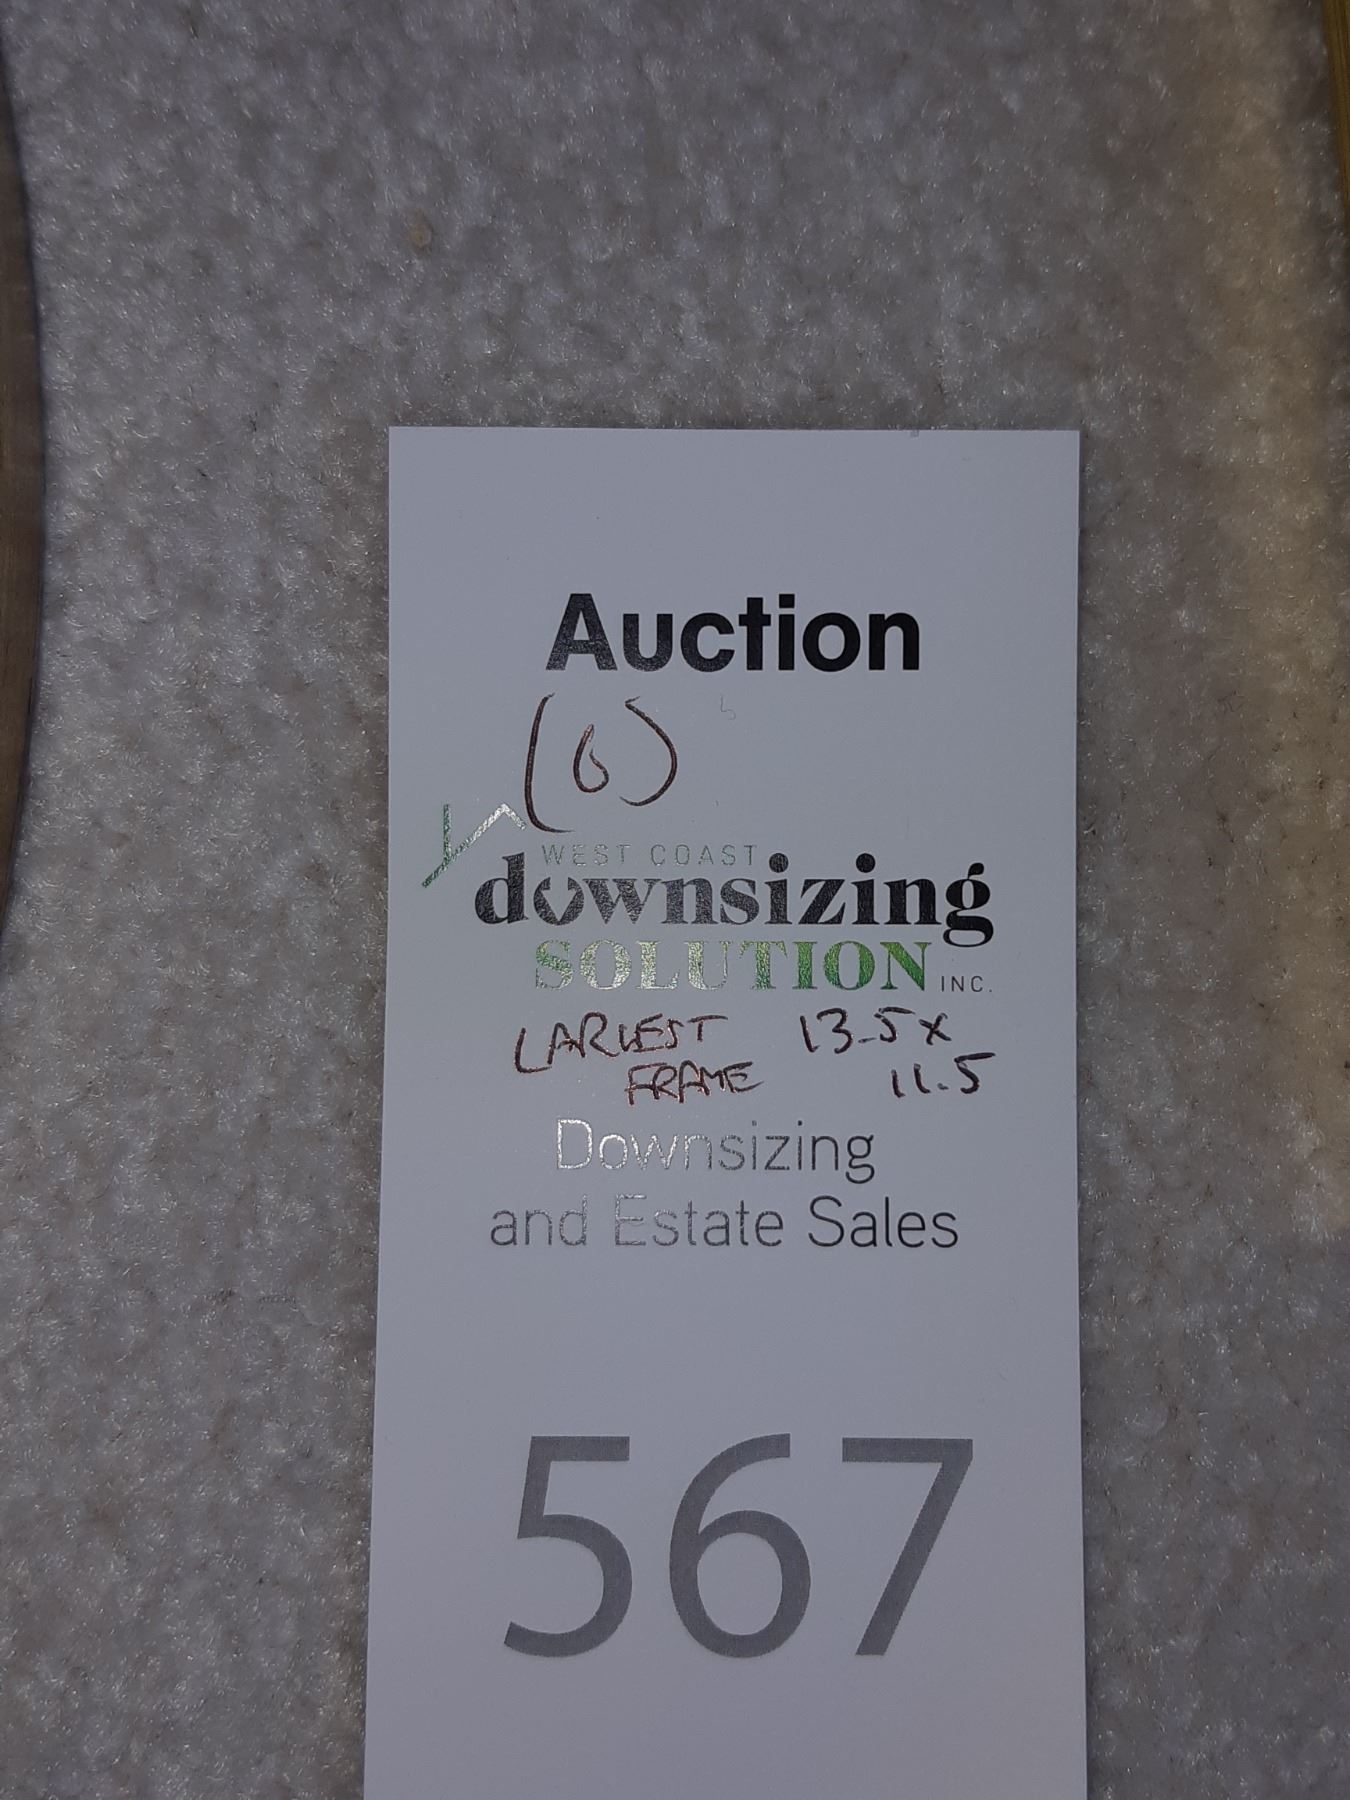 Auction
(6)
WEST COAST
downsizing
SOLUTION INC.
LARGEST 13.5 x
FRAME 11.5
Downsizing
and Estate Sales
567